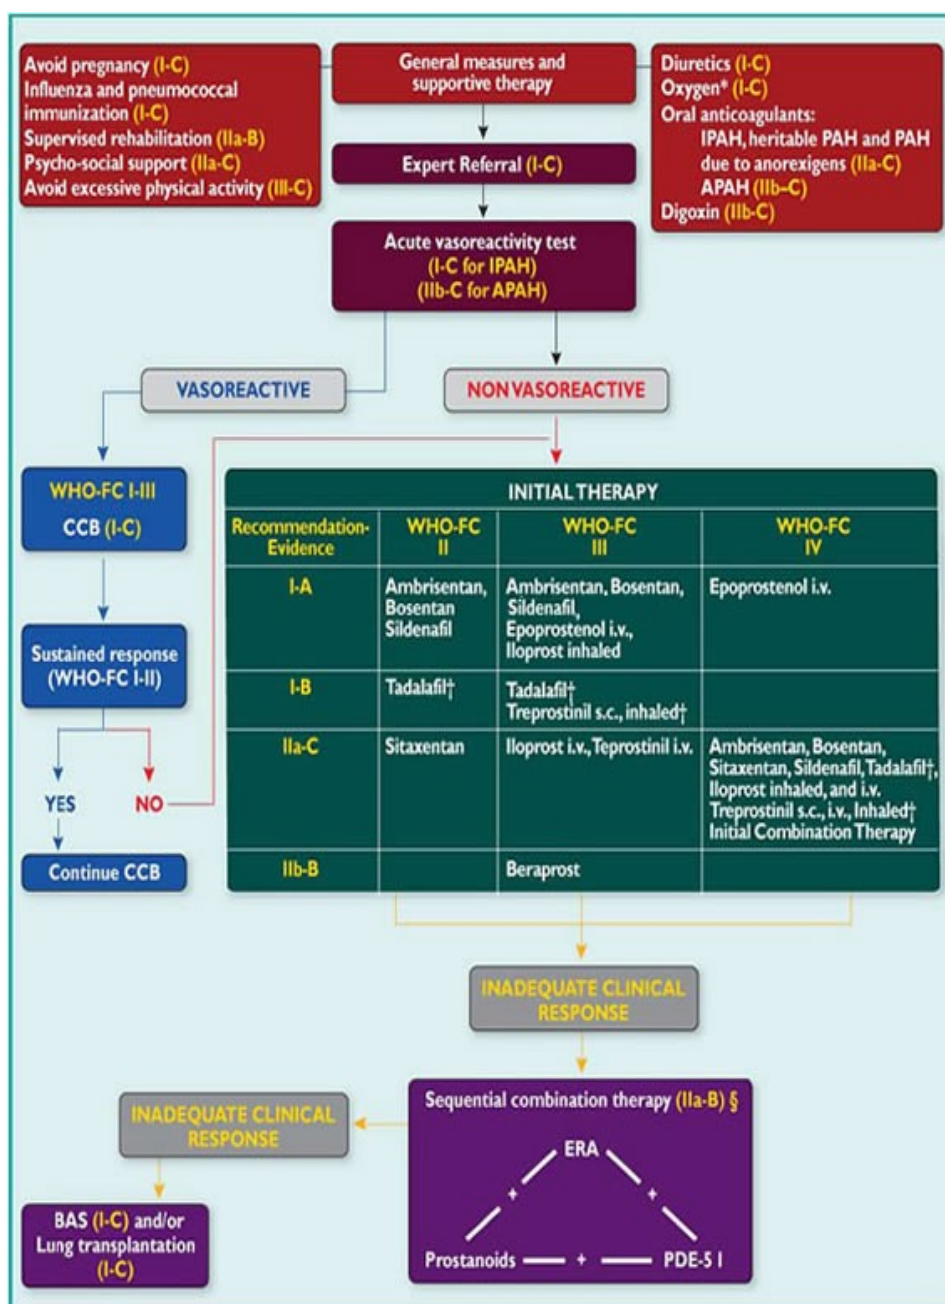 Avoid pregnancy (I-C)
Influenza and pneumococcal
immunization (I-C)
Supervised rehabilitation (IIa-B)
Psycho-social support (IIa-C)
Avoid excessive physical activity (III-C)
General measures and
supportive therapy
Diuretics (I-C)
Oxygen* (I-C)
Oral anticoagulants:
IPAH, heritable PAH and PAH
due to anorexigens (IIa-C)
APAH (IIb–C)
Digoxin (IIb-C)
Expert Referral (I-C)
Acute vasoreactivity test
(I-C for IPAH)
(IIb-C for APAH)
VASOREACTIVE
NON VASOREACTIVE
WHO-FC I-III
CCB (I-C)
Sustained response
(WHO-FC I-II)
YES
NO
Continue CCB
INITIAL THERAPY
Recommendation-
Evidence
WHO-FC
II
WHO-FC
III
WHO-FC
IV
I-A
Ambrisentan,
Bosentan
Sildenafil
Ambrisentan, Bosentan,
Sildenafil,
Epoprostenol i.v.,
Iloprost inhaled
Epoprostenol i.v.
I-B
Tadalafil†
Tadalafil†
Treprostinil s.c., inhaled†
IIa-C
Sitaxentan
Iloprost i.v., Teprostinil i.v.
Ambrisentan, Bosentan,
Sitaxentan, Sildenafil, Tadalafil†,
Iloprost inhaled, and i.v.
Treprostinil s.c., i.v., Inhaled†
Initial Combination Therapy
IIb-B
Beraprost
INADEQUATE CLINICAL
RESPONSE
Sequential combination therapy (IIa-B) §
ERA
+
+
Prostanoids
+
PDE-5 I
INADEQUATE CLINICAL
RESPONSE
BAS (I-C) and/or
Lung transplantation
(I-C)